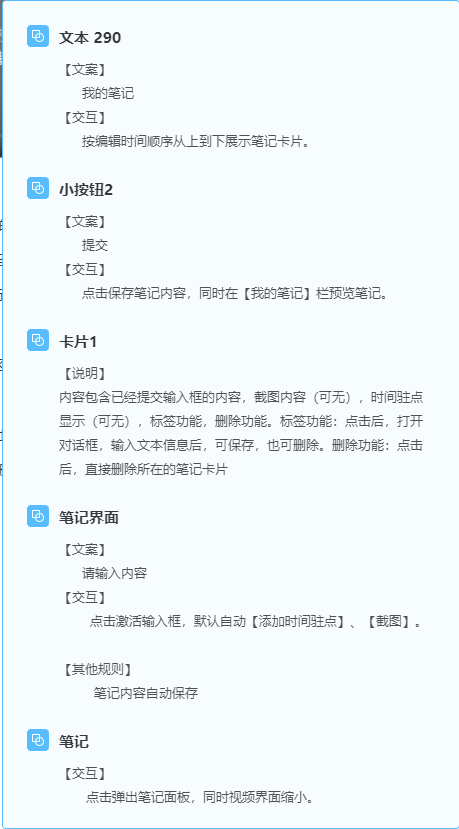 文本 290
【文案】
我的笔记
【交互】
按编辑时间顺序从上到下展示笔记卡片。
小按钮2
【文案】
提交
【交互】
点击保存笔记内容，同时在【我的笔记】栏预览笔记。
卡片1
【说明】
内容包含已经提交输入框的内容，截图内容（可无），时间驻点
显示（可无），标签功能，删除功能。标签功能：点击后，打开
对话框，输入文本信息后，可保存，也可删除。删除功能：点击
后，直接删除所在的笔记卡片
笔记界面
【文案】
请输入内容
【交互】
点击激活输入框，默认自动【添加时间驻点】、【截图】。
【其他规则】
笔记内容自动保存
笔记
【交互】
点击弹出笔记面板，同时视频界面缩小。